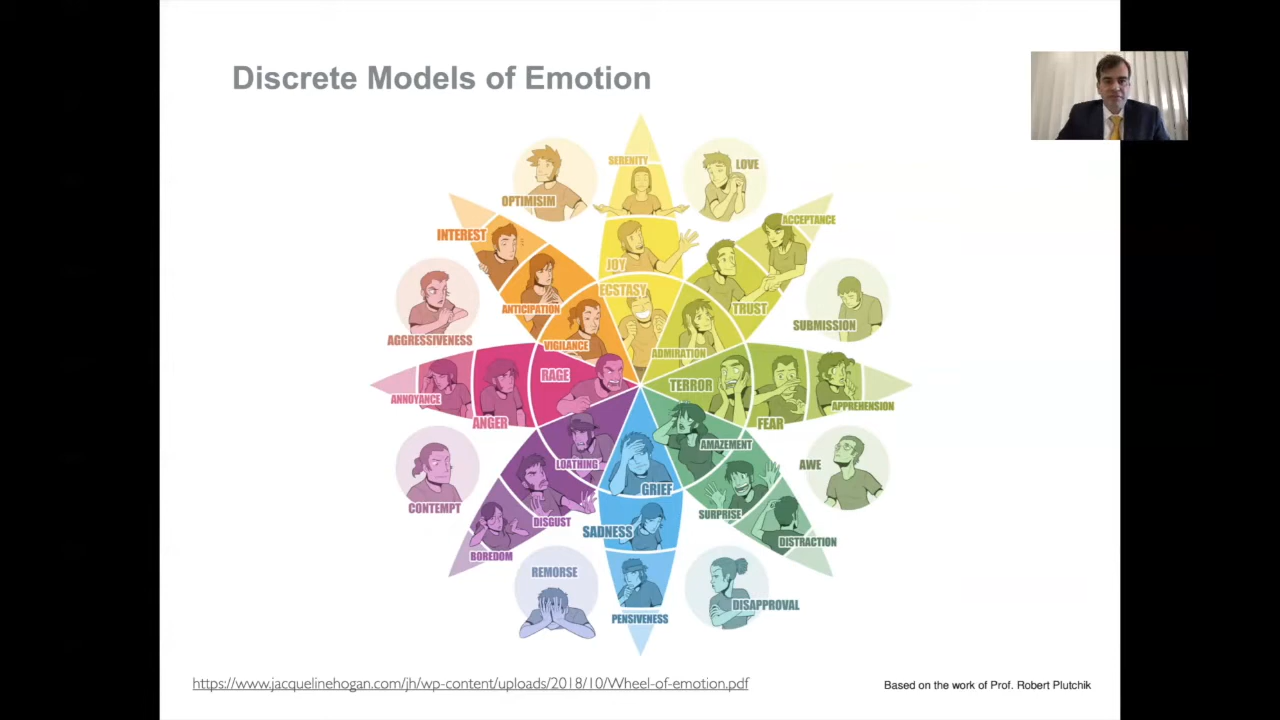 Discrete Models of Emotion
SERENITY
LOVE
OPTIMISIM
ACCEPTANCE
INTEREST
JOY
ECSTASY
ANTICIPATION
TRUST
SUBMISSION
AGGRESSIVENESS
VIGILANCE
ADMIRATION
RAGE
TERROR
ANNOYANCE
APPREHENSION
ANGER
FEAR
AMAZEMENT
LOATHING
AWE
GRIEF
CONTEMPT
SURPRISE
DISGUST
SADNESS
DISTRACTION
BOREDOM
REMORSE
DISAPPROVAL
PENSIVENESS
https://www.jacquelinehogan.com/jh/wp-content/uploads/2018/10/Wheel-of-emotion.pdf
Based on the work of Prof. Robert Plutchik